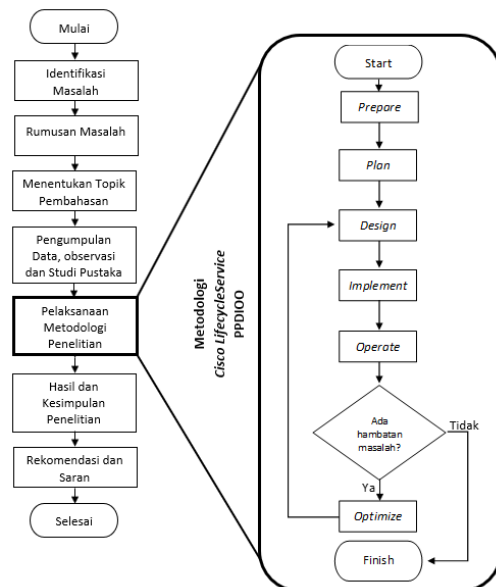 Mulai
Identifikasi
Masalah
Rumusan Masalah
Menentukan Topik
Pembahasan
Pengumpulan
Data, observasi
dan Studi Pustaka
Pelaksanaan
Metodologi
Penelitian
Hasil dan
Kesimpulan
Penelitian
Rekomendasi dan
Saran
Selesai
Metodologi
Cisco LifecycleService
PPDIOO
Start
Prepare
Plan
Design
Implement
Operate
Ada
hambatan
masalah?
Tidak
Ya
Optimize
Finish